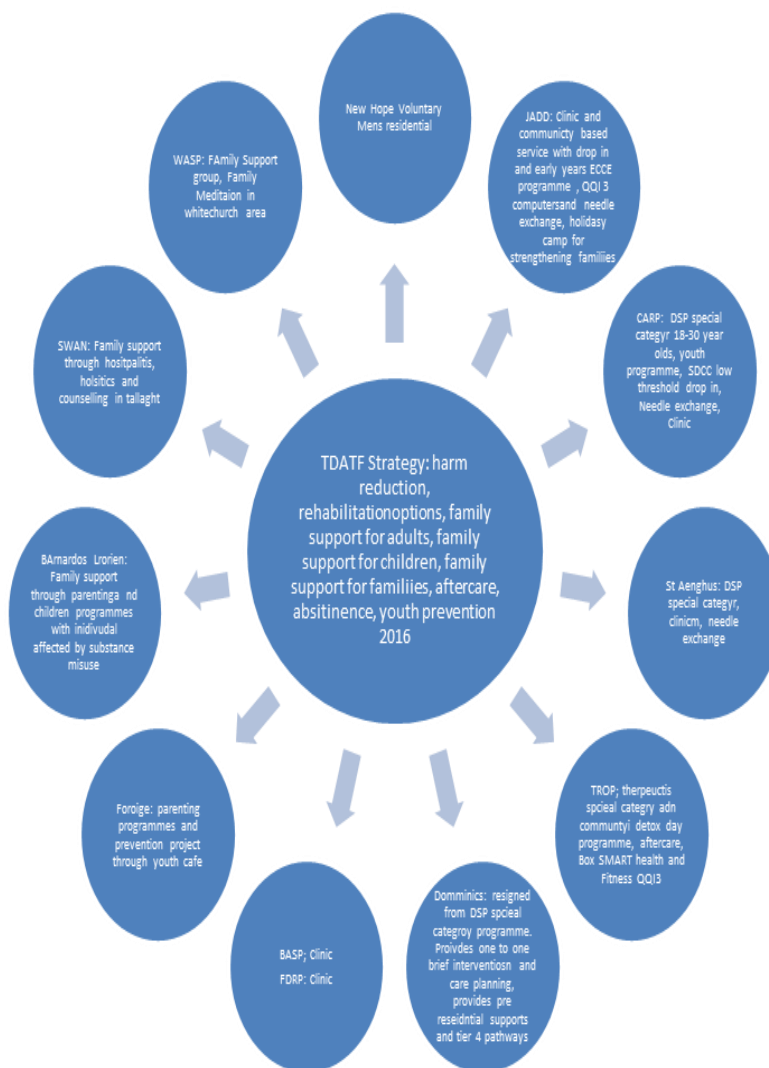 New Hope Voluntary
Mens residential
JADD: Clinic and
communicty based
service with drop in
and early years ECCE
programme , QQI 3
computersand needle
exchange, holidasy
camp for
strengthening familiies
CARP: DSP special
categyr 18-30 year
olds, youth
programme, SDCC low
threshold drop in,
Needle exchange,
Clinic
St Aenghus: DSP
special categyr,
clinicm, needle
exchange
TROP; therpeuctis
spcieal categry adn
communtyi detox day
programme, aftercare,
Box SMART health and
Fitness QQI3
Domminics: resigned
from DSP spcieal
categroy programme.
Proivdes one to one
brief interventiosn and
care planning,
provides pre
reseidntial supports
and tier 4 pathways
BASP; Clinic
FDRP: Clinic
Foroige: parenting
programmes and
prevention project
through youth cafe
BArnardos Lrorien:
Family support
through parentinga nd
children programmes
with inidivudal
affected by substance
misuse
SWAN: Family support
through hositpalitis,
holsitics and
counselling in tallaght
WASP: FAmily Support
group, Family
Meditaion in
whitechurch area
TDATF Strategy: harm
reduction,
rehabilitationoptions, family
support for adults, family
support for children, family
support for familiies, aftercare,
absitinence, youth prevention
2016